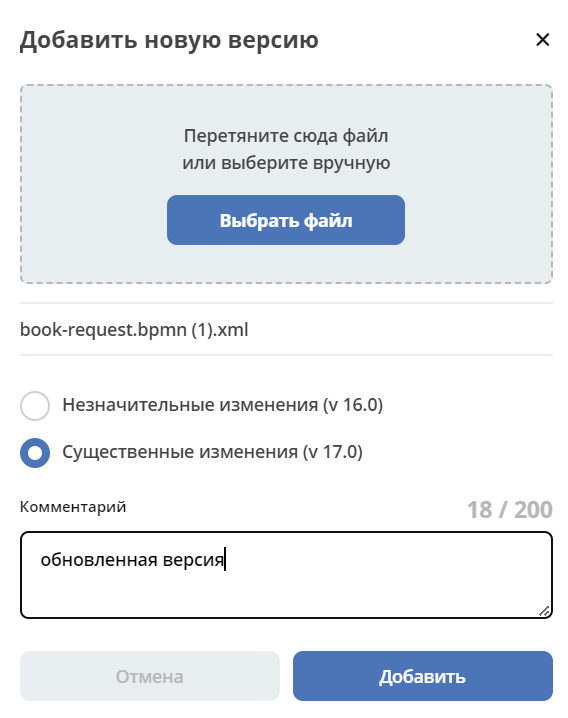 Добавить новую версию
Перетяните сюда файл
или выберите вручную
Выбрать файл
book-request.bpmn (1).xml
Незначительные изменения (v 16.0)
Существенные изменения (v 17.0)
Комментарий
18 / 200
обновленная версия
Отмена
Добавить